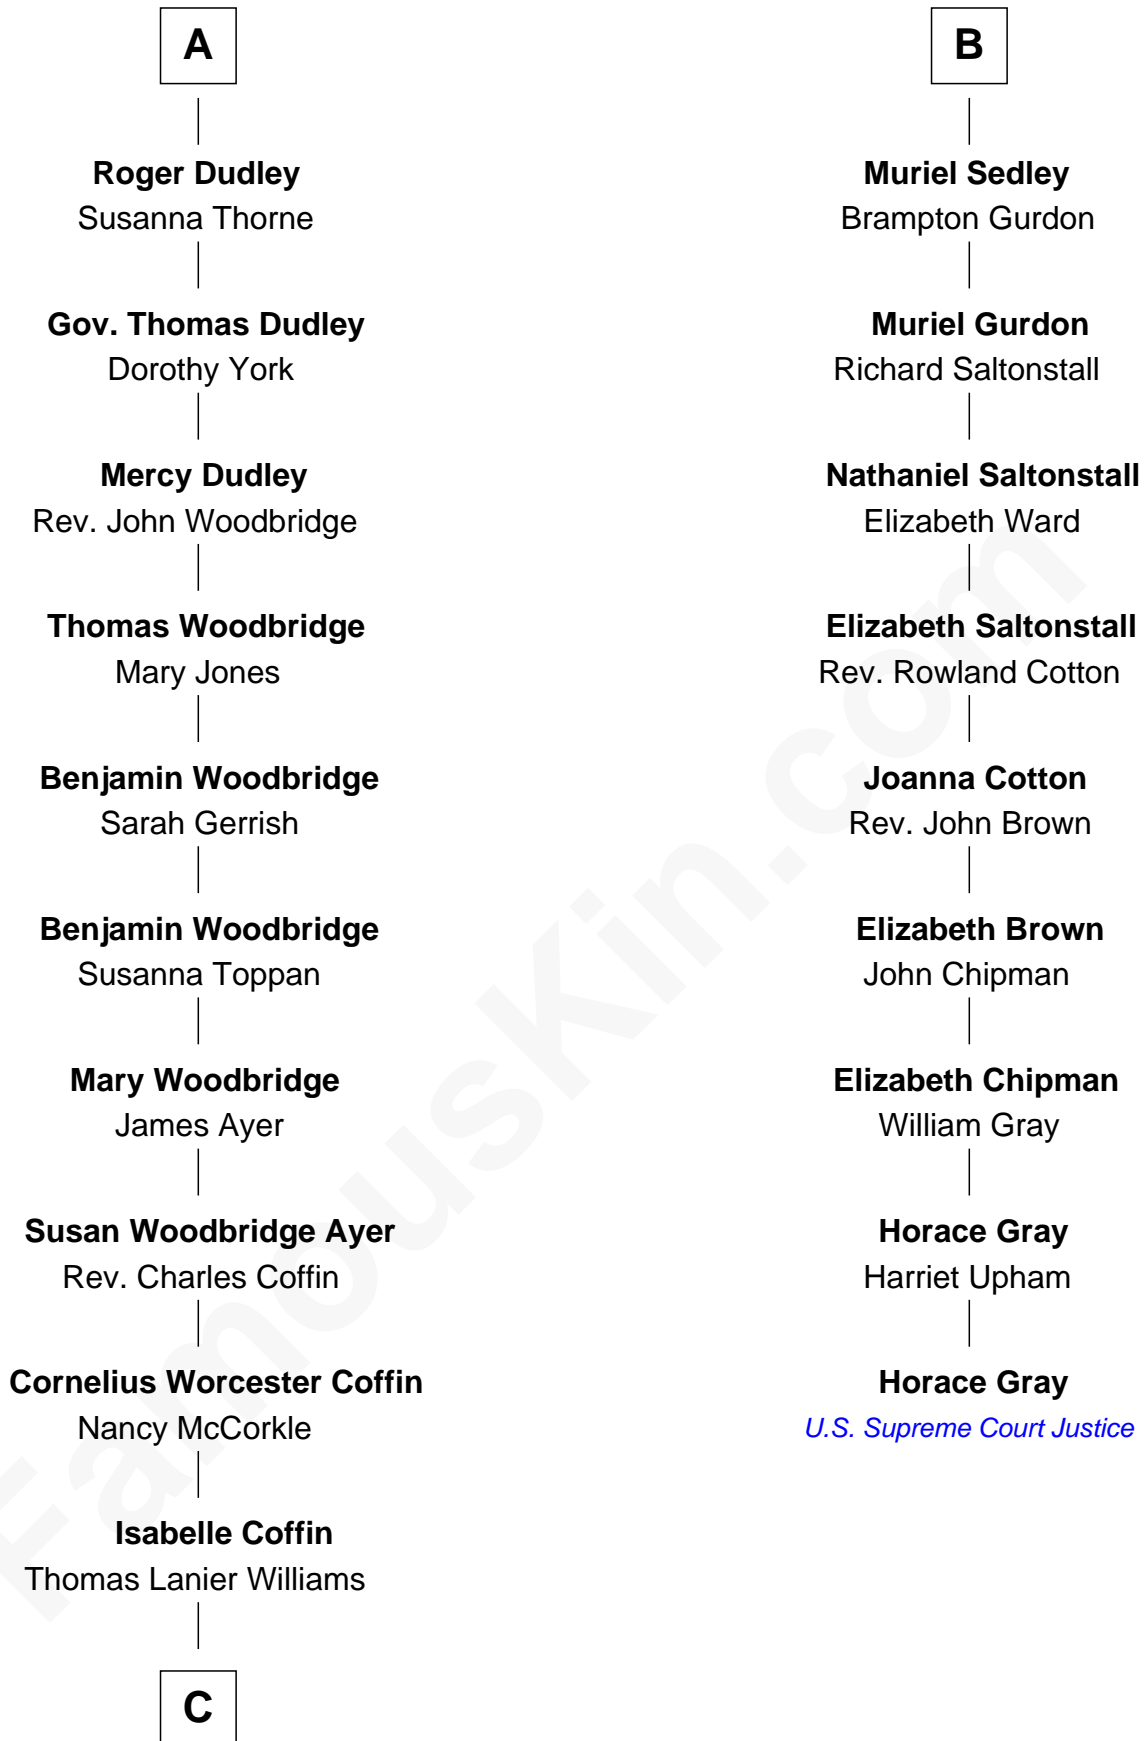 A
Roger Dudley
Susanna Thorne
Gov. Thomas Dudley
Dorothy York
Mercy Dudley
Rev. John Woodbridge
Thomas Woodbridge
Mary Jones
Benjamin Woodbridge
Sarah Gerrish
Benjamin Woodbridge
Susanna Toppan
Mary Woodbridge
James Ayer
Susan Woodbridge Ayer
Rev. Charles Coffin
Cornelius Worcester Coffin
Nancy McCorkle
Isabelle Coffin
Thomas Lanier Williams
C
B
Muriel Sedley
Brampton Gurdon
Muriel Gurdon
Richard Saltonstall
Nathaniel Saltonstall
Elizabeth Ward
Elizabeth Saltonstall
Rev. Rowland Cotton
Joanna Cotton
Rev. John Brown
Elizabeth Brown
John Chipman
Elizabeth Chipman
William Gray
Horace Gray
Harriet Upham
Horace Gray
U.S. Supreme Court Justice
FamousKin.com